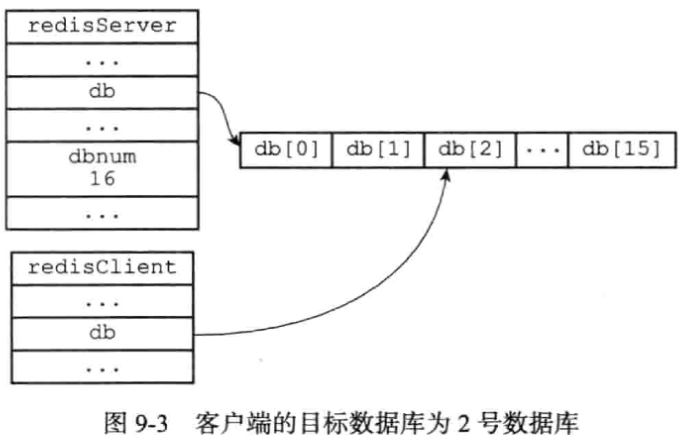 redisServer
...
db
...
dbnum
16
...
db[0] db[1] db[2] ... db[15]
redisClient
...
db
...
图 9-3 客户端的目标数据库为 2 号数据库